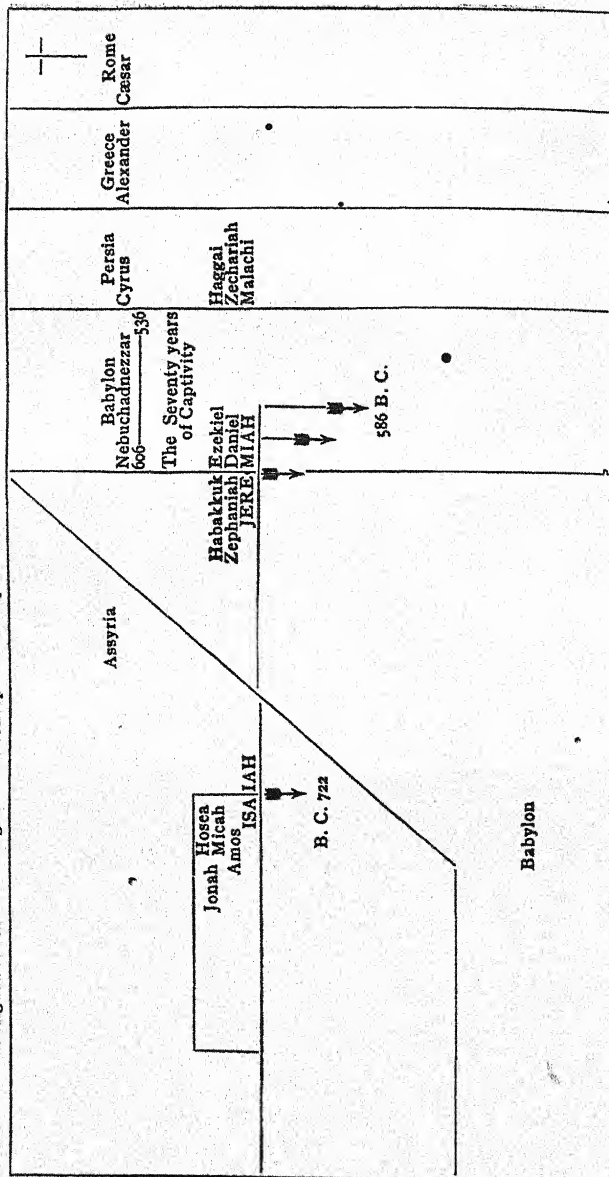 Assyria
Jonah Hosea
Micah
Amos
ISAIAH
B. C. 722
Babylon
Babylon
Nebuchadnezzar
606 536
The Seventy years
of Captivity
Habakkuk Ezekiel
Zephaniah Daniel
JEREMIAH
586 B. C.
Persia
Cyrus
Haggai
Zechariah
Malachi
Greece
Alexander
Rome
Cæsar